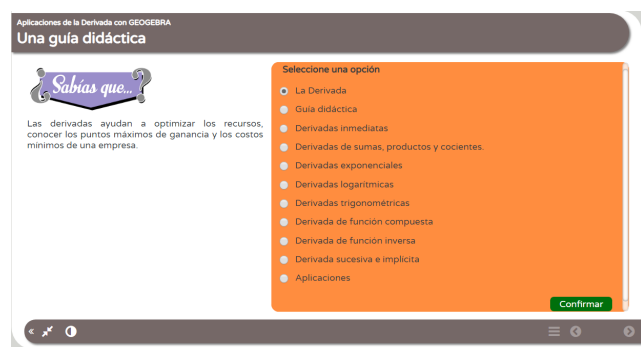 Aplicaciones de la Derivada con GEOGEBRA
Una guía didáctica
¿Sabías que...?
Las derivadas ayudan a optimizar los recursos,
conocer los puntos máximos de ganancia y los costos
mínimos de una empresa.
Seleccione una opción
La Derivada
Guía didáctica
Derivadas inmediatas
Derivadas de sumas, productos y cocientes.
Derivadas exponenciales
Derivadas logarítmicas
Derivadas trigonométricas
Derivada de función compuesta
Derivada de función inversa
Derivada sucesiva e implícita
Aplicaciones
Confirmar